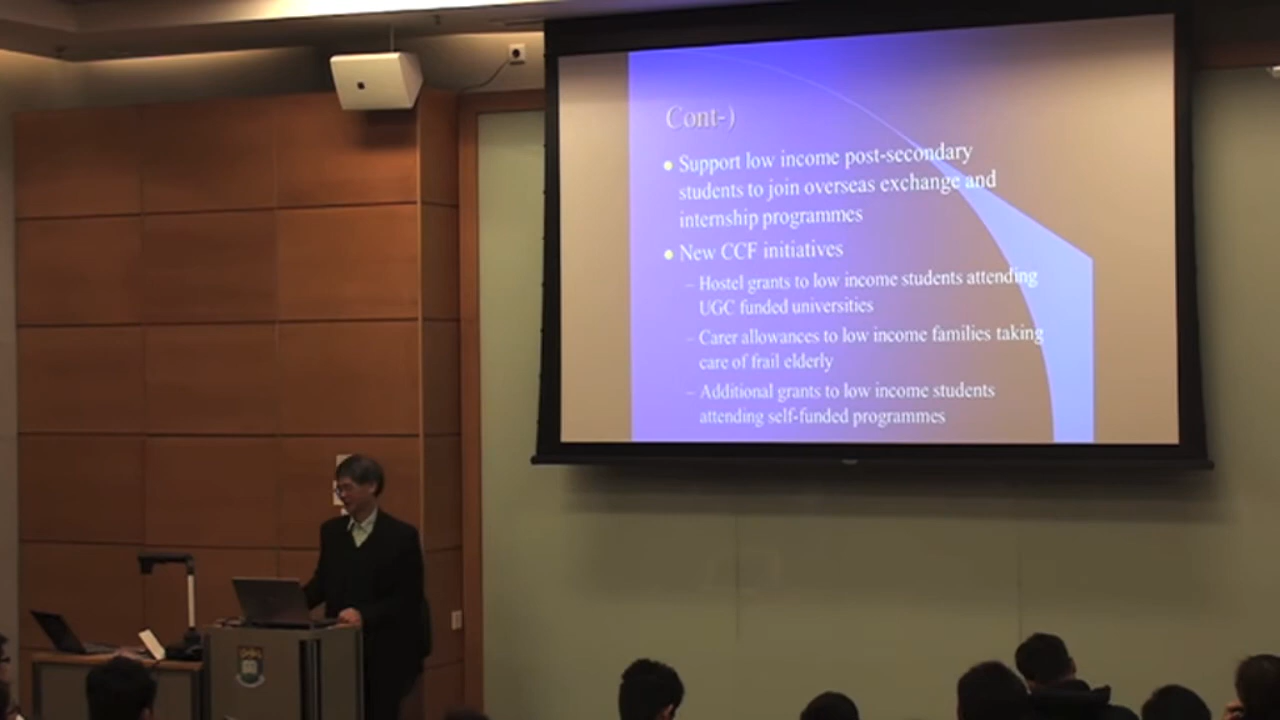 Cont-)
Support low income post-secondary
students to join overseas exchange and
internship programmes
New CCF initiatives
– Hostel grants to low income students attending
UGC funded universities
– Carer allowances to low income families taking
care of frail elderly
– Additional grants to low income students
attending self-funded programmes